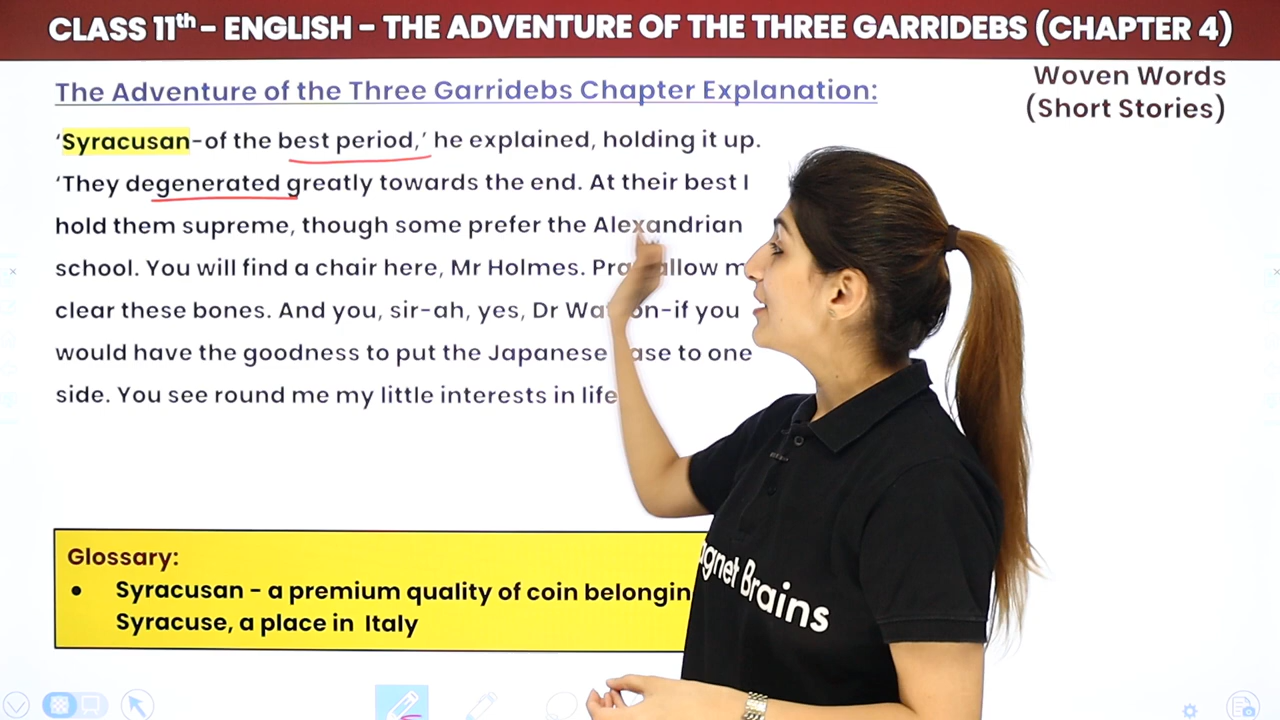 CLASS 11th - ENGLISH - THE ADVENTURE OF THE THREE GARRIDEBS (CHAPTER 4)
Woven Words
(Short Stories)
The Adventure of the Three Garridebs Chapter Explanation:
‘Syracusan-of the best period,’ he explained, holding it up.
‘They degenerated greatly towards the end. At their best I
hold them supreme, though some prefer the Alexandrian
school. You will find a chair here, Mr Holmes. allow
clear these bones. And you, sir-ah, yes, Dr -if you
would have the goodness to put the Japanese to one
side. You see round me my little interests in life
Glossary:
• Syracusan - a premium quality of coin
Syracuse, a place in Italy
Brains